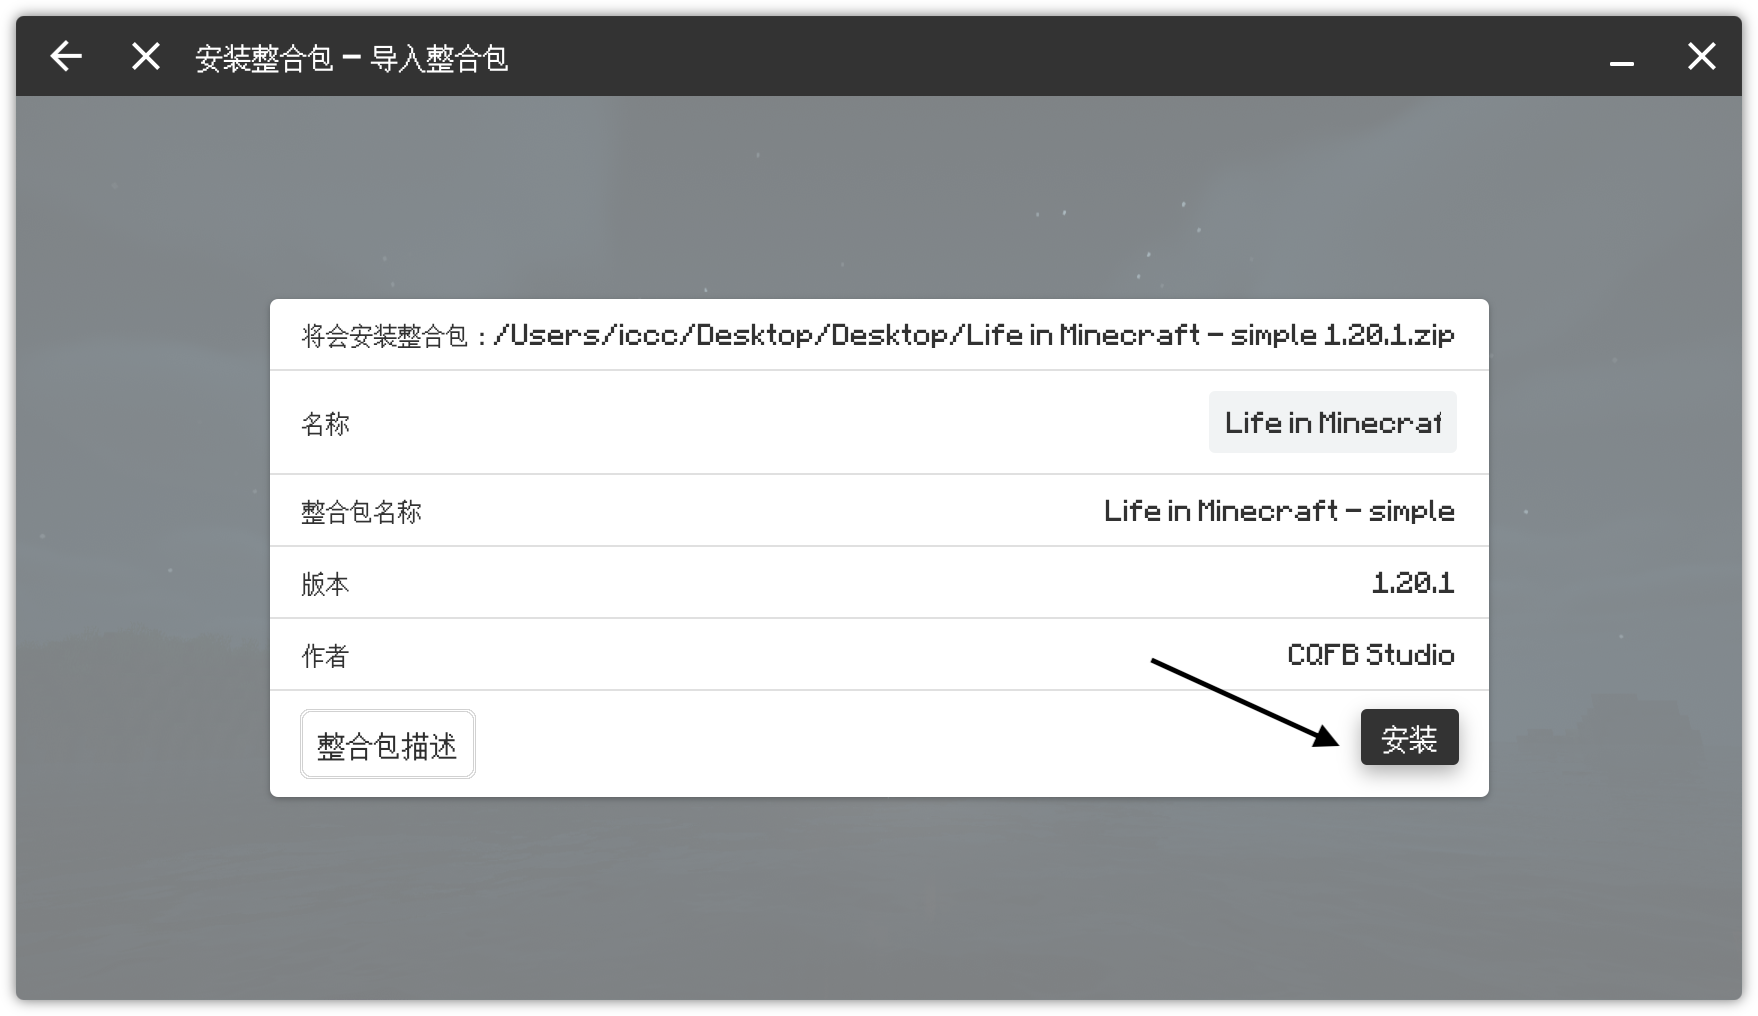 安装整合包 - 导入整合包
将会安装整合包：/Users/iccc/Desktop/Desktop/Life in Minecraft - simple 1.20.1.zip
名称
Life in Minecraf
整合包名称
Life in Minecraft - simple
版本
1.20.1
作者
CQFB Studio
整合包描述
安装